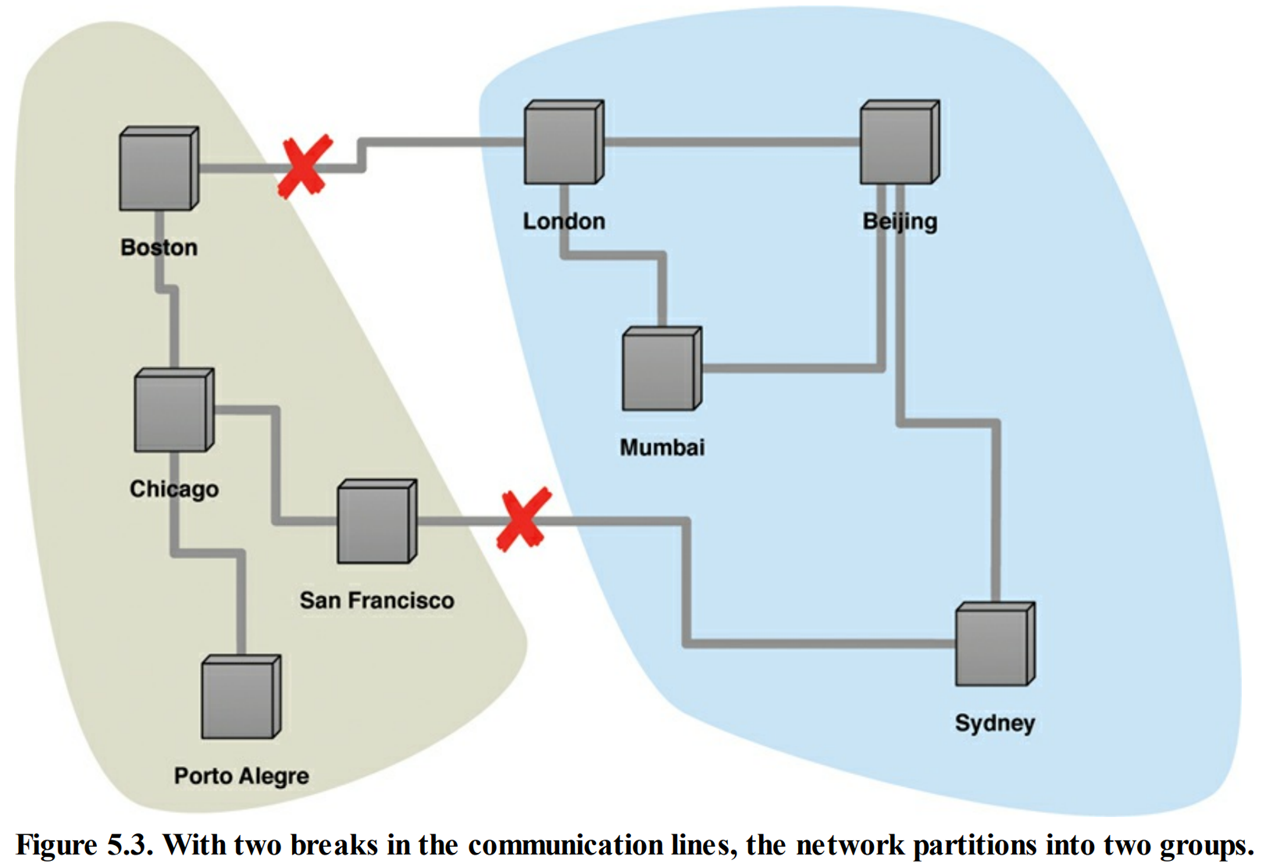 London
Beijing
Boston
Mumbai
Chicago
San Francisco
Sydney
Porto Alegre
Figure 5.3. With two breaks in the communication lines, the network partitions into two groups.